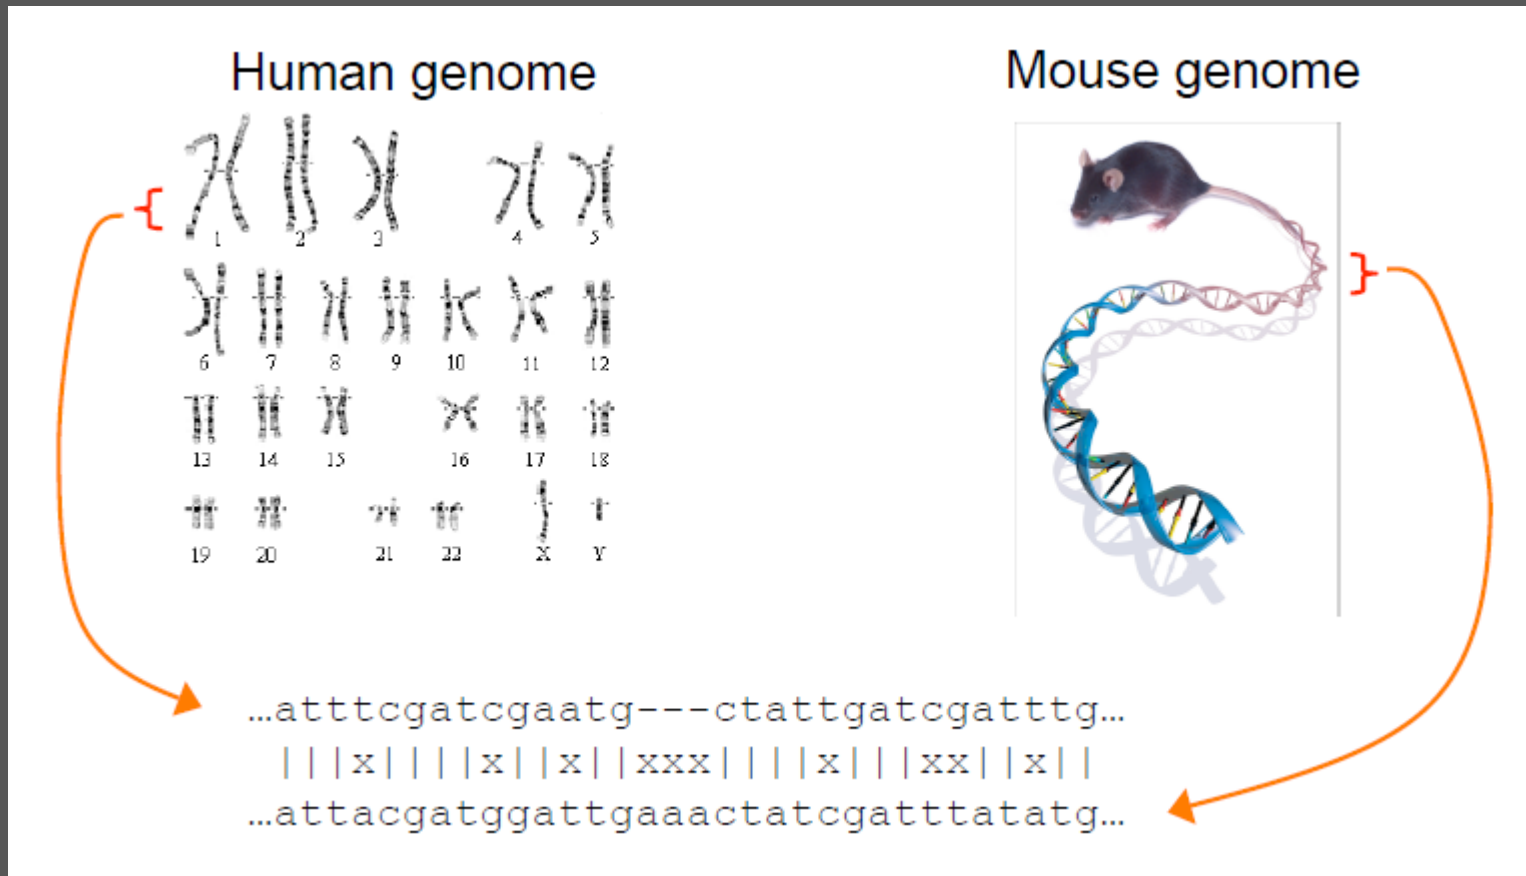 Human genome
Mouse genome
1 2 3 4 5
6 7 8 9 10 11 12
13 14 15 16 17 18
19 20 21 22 X Y
…atttcgatcgaatg---ctattgatcgatttg…
|||x||||x||x||xxx||||x|||xx||x||
…attacgatggattgaaactatcgatttatatg…